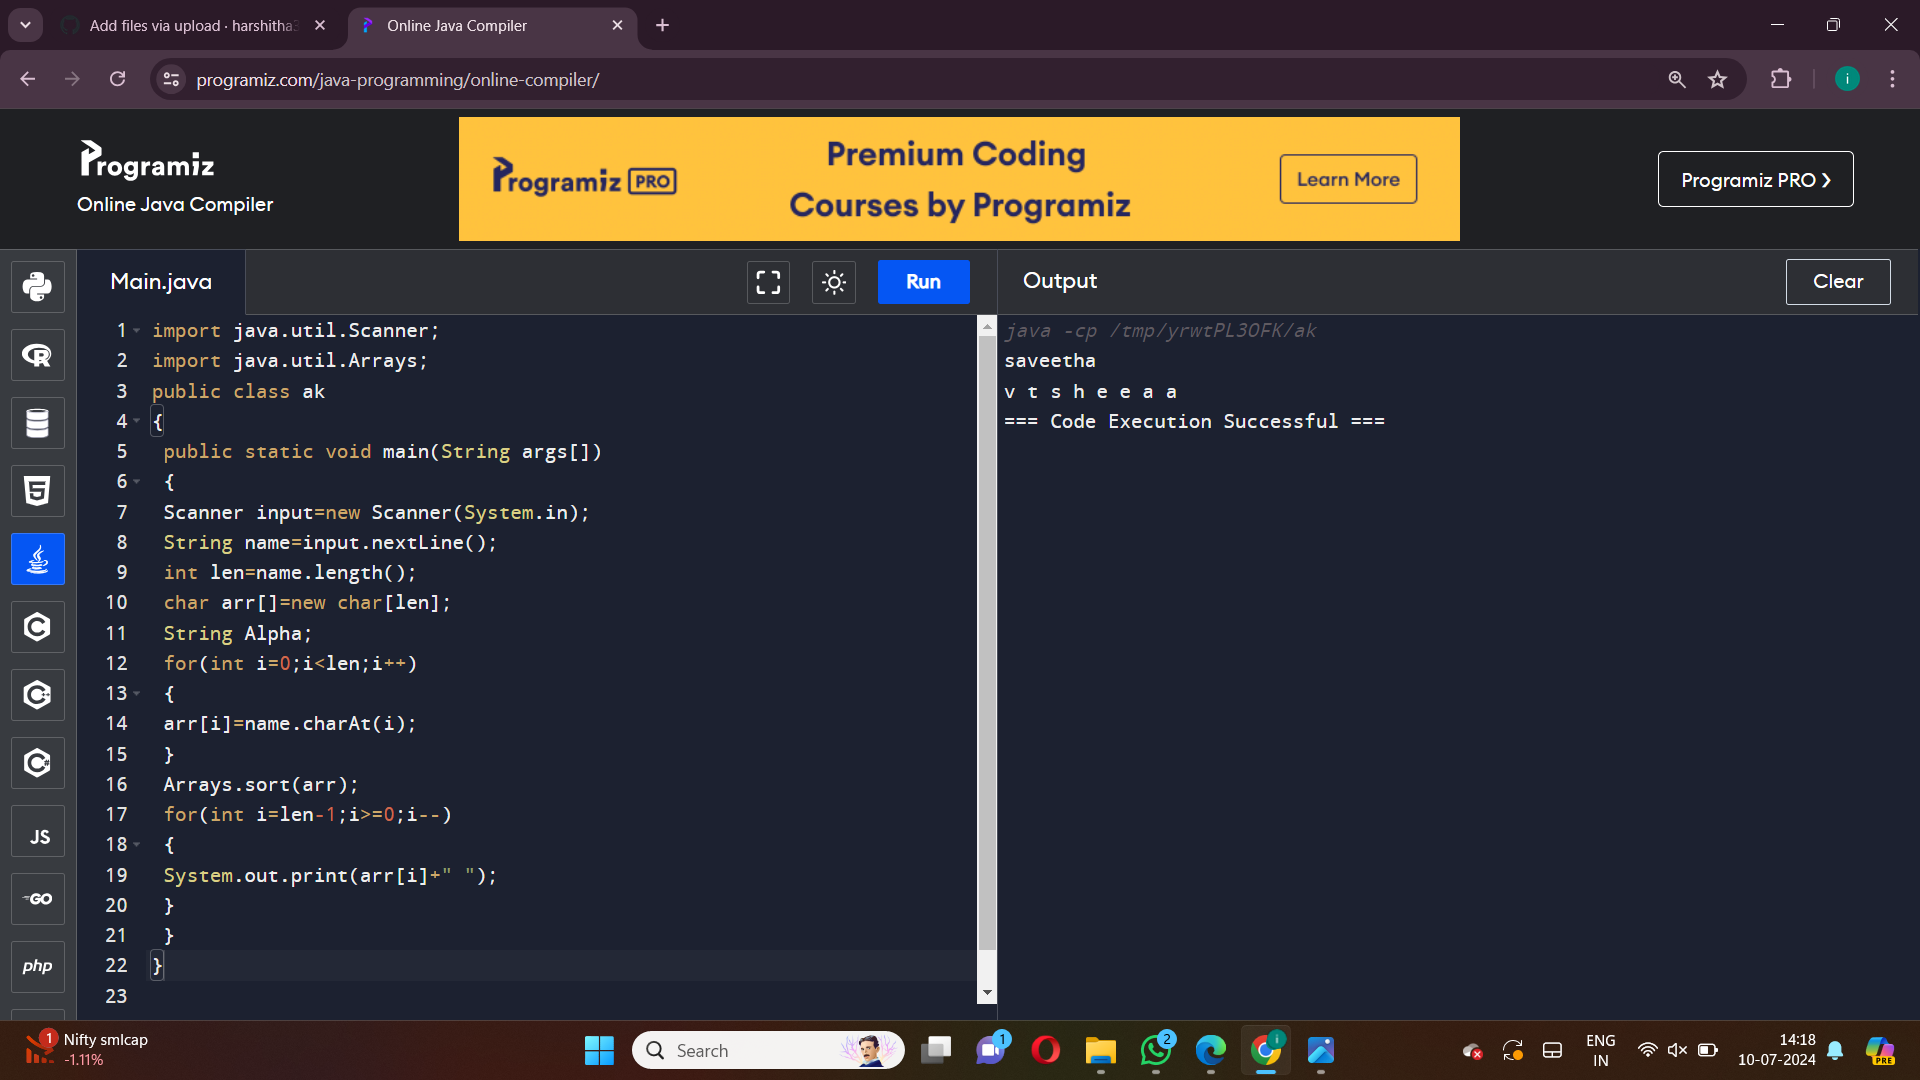 Add files via upload · harshitha
Online Java Compiler
programiz.com/java-programming/online-compiler/
i
Programiz
Online Java Compiler
Programiz PRO
Premium Coding
Courses by Programiz
Learn More
Programiz PRO ❯
Main.java
Run
Output
Clear
1 import java.util.Scanner;
2 import java.util.Arrays;
3 public class ak
4 {
5 public static void main(String args[])
6 {
7 Scanner input=new Scanner(System.in);
8 String name=input.nextLine();
9 int len=name.length();
10 char arr[]=new char[len];
11 String Alpha;
12 for(int i=0;i<len;i++)
13 {
14 arr[i]=name.charAt(i);
15 }
16 Arrays.sort(arr);
17 for(int i=len-1;i>=0;i--)
18 {
19 System.out.print(arr[i]+" ");
20 }
21 }
22 }
23
java -cp /tmp/yrwtPL3OFK/ak
saveetha
v t s h e e a a
=== Code Execution Successful ===
R
5
C
C++
C#
JS
GO
php
1
Nifty smlcap
-1.11%
Search
1
2
i
ENG
IN
14:18
10-07-2024
PRE